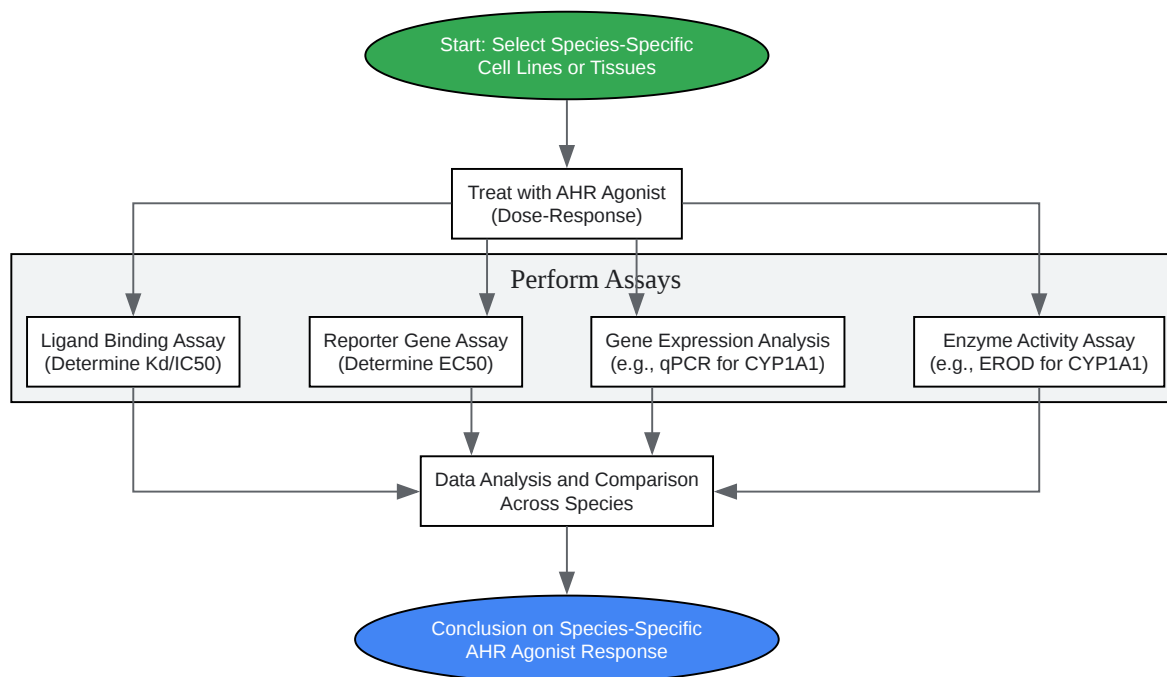 Start: Select Species-Specific
Cell Lines or Tissues
Treat with AHR Agonist
(Dose-Response)
Perform Assays
Ligand Binding Assay
(Determine Kd/IC50)
Reporter Gene Assay
(Determine EC50)
Gene Expression Analysis
(e.g., qPCR for CYP1A1)
Enzyme Activity Assay
(e.g., EROD for CYP1A1)
Data Analysis and Comparison
Across Species
Conclusion on Species-Specific
AHR Agonist Response